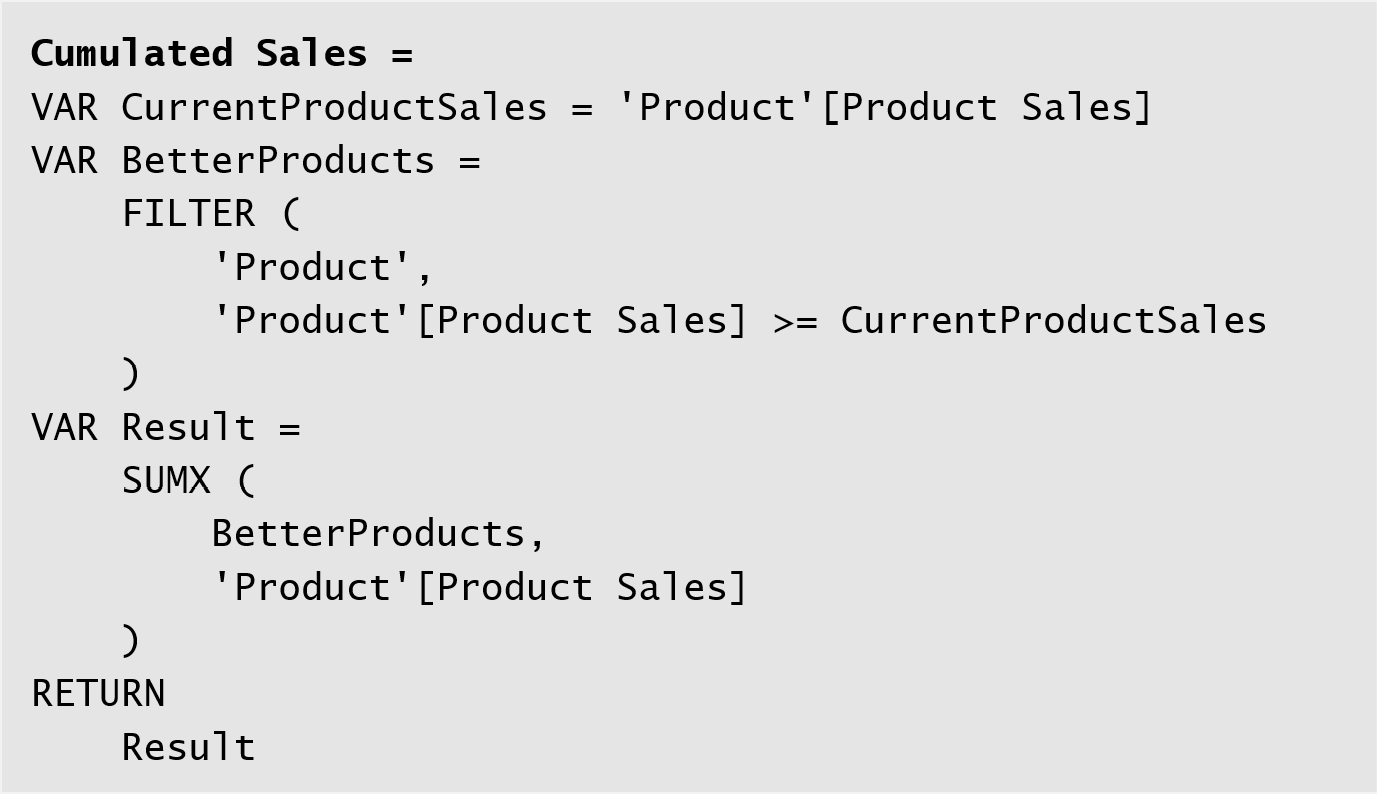 Cumulated Sales =
VAR CurrentProductSales = 'Product'[Product Sales]
VAR BetterProducts =
    FILTER (
        'Product',
        'Product'[Product Sales] >= CurrentProductSales
    )
VAR Result =
    SUMX (
        BetterProducts,
        'Product'[Product Sales]
    )
RETURN
    Result